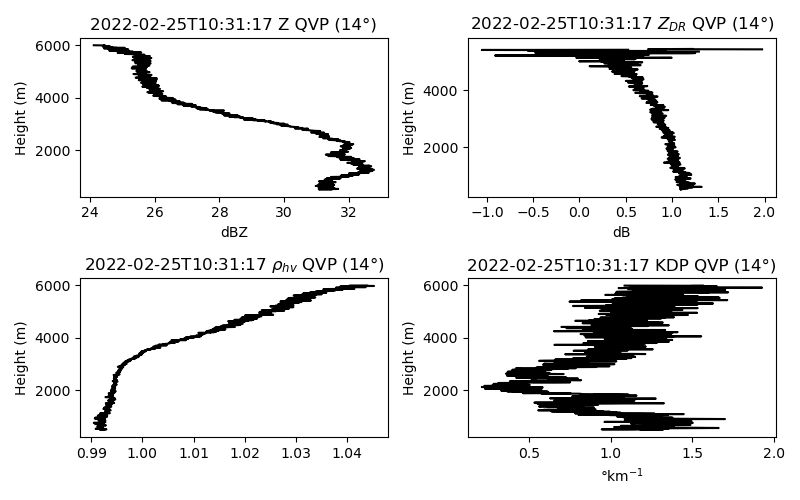 2022-02-25T10:31:17 Z QVP (14°)
6000
4000
2000
Height (m)
24 26 28 30 32
dBZ
2022-02-25T10:31:17 Z_DR QVP (14°)
4000
2000
Height (m)
−1.0 −0.5 0.0 0.5 1.0 1.5 2.0
dB
2022-02-25T10:31:17 ρ_hv QVP (14°)
6000
4000
2000
Height (m)
0.99 1.00 1.01 1.02 1.03 1.04
2022-02-25T10:31:17 KDP QVP (14°)
6000
4000
2000
Height (m)
0.5 1.0 1.5 2.0
°km⁻¹